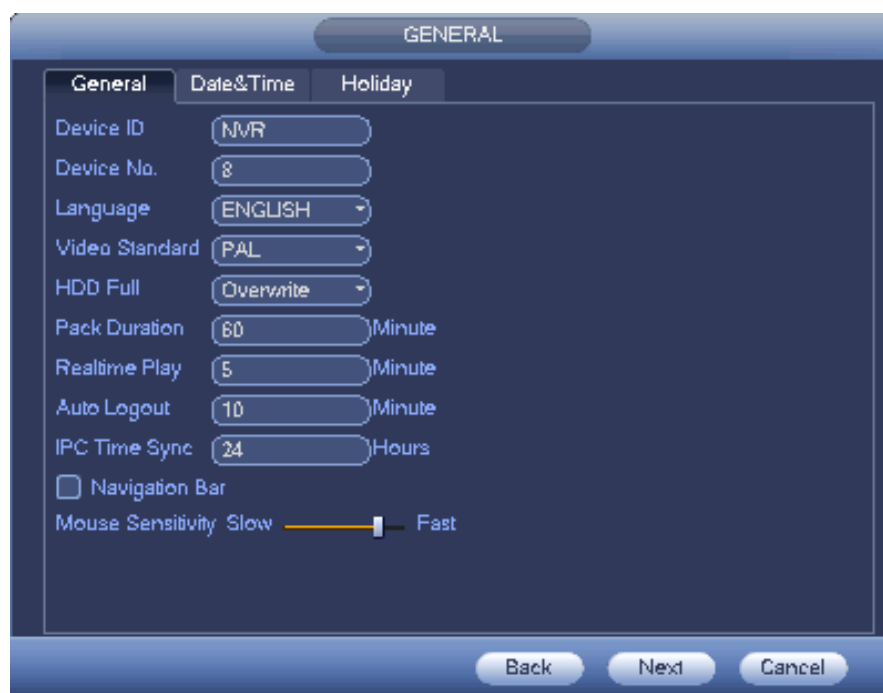 GENERAL
General Date&Time Holiday
Device ID NVR
Device No. 8
Language ENGLISH
Video Standard PAL
HDD Full Overwrite
Pack Duration 60 Minute
Realtime Play 5 Minute
Auto Logout 10 Minute
IPC Time Sync 24 Hours
Navigation Bar
Mouse Sensitivity Slow Fast
Back Next Cancel